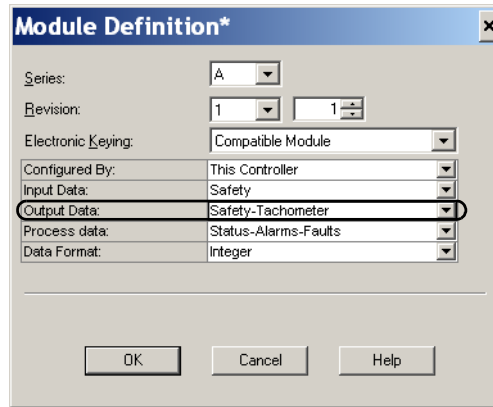 Module Definition*
Series: A
Revision: 1 1
Electronic Keying: Compatible Module
Configured By: This Controller
Input Data: Safety
Output Data: Safety-Tachometer
Process data: Status-Alarms-Faults
Data Format: Integer
OK Cancel Help